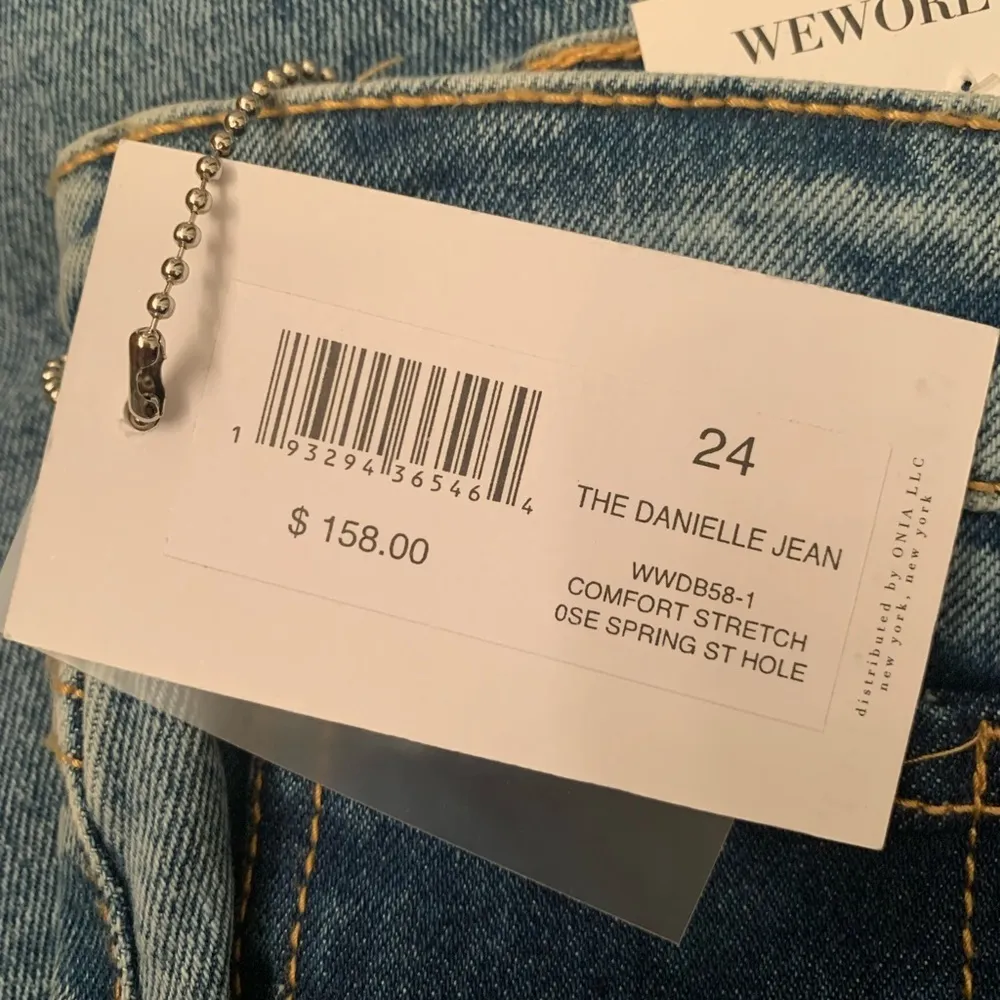 WEWORE
1 93294 36546 4
$ 158.00
24
THE DANIELLE JEAN
WWDB58-1
COMFORT STRETCH
0SE SPRING ST HOLE
distributed by ONIA LLC
new york, new york